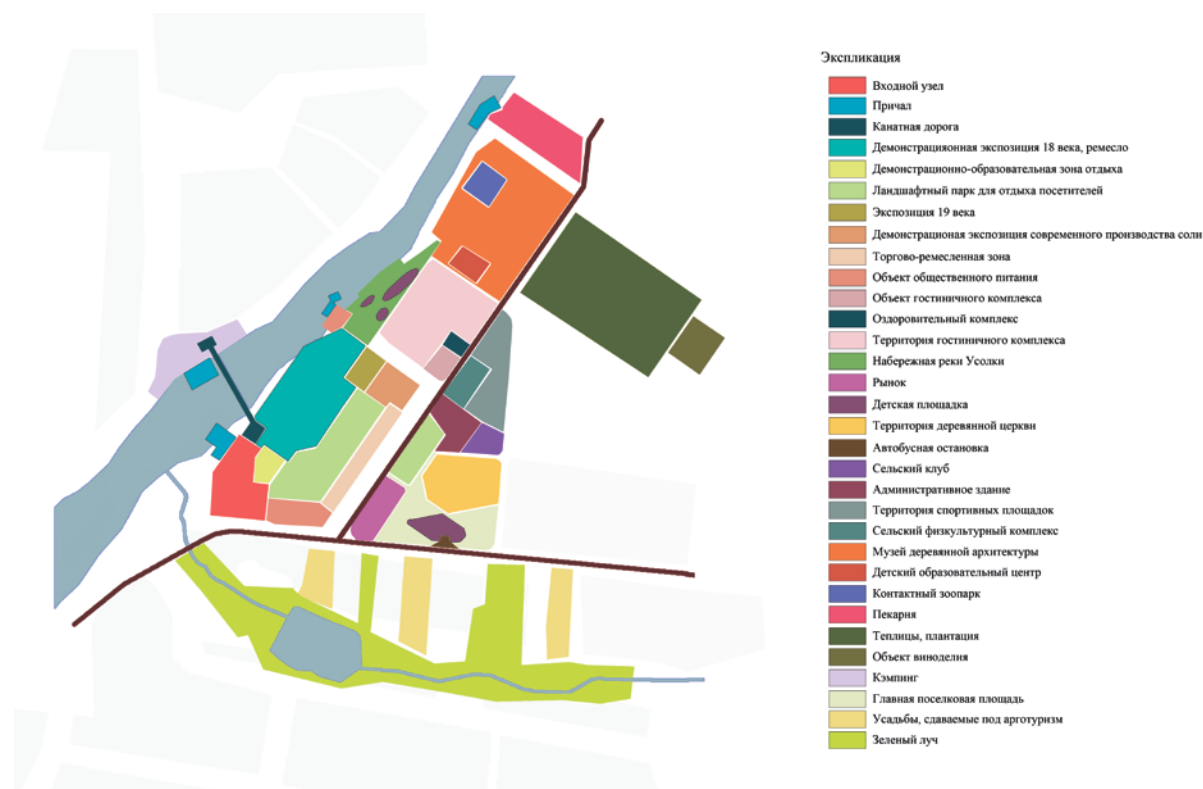 Экспликация
Входной узел
Причал
Канатная дорога
Демонстрацияонная экспозиция 18 века, ремесло
Демонстрационно-образовательная зона отдыха
Ландшафтный парк для отдыха посетителей
Экспозиция 19 века
Демонстрационая экспозиция современного производства соли
Торгово-ремесленная зона
Объект общественного питания
Объект гостиничного комплекса
Оздоровительный комплекс
Территория гостиничного комплекса
Набережная реки Усолки
Рынок
Детская площадка
Территория деревянной церкви
Автобусная остановка
Сельский клуб
Административное здание
Территория спортивных площадок
Сельский физкультурный комплекс
Музей деревянной архитектуры
Детский образовательный центр
Контактный зоопарк
Пекарня
Теплицы, плантация
Объект виноделия
Кэмпинг
Главная поселковая площадь
Усадьбы, сдаваемые под арготуризм
Зеленый луч